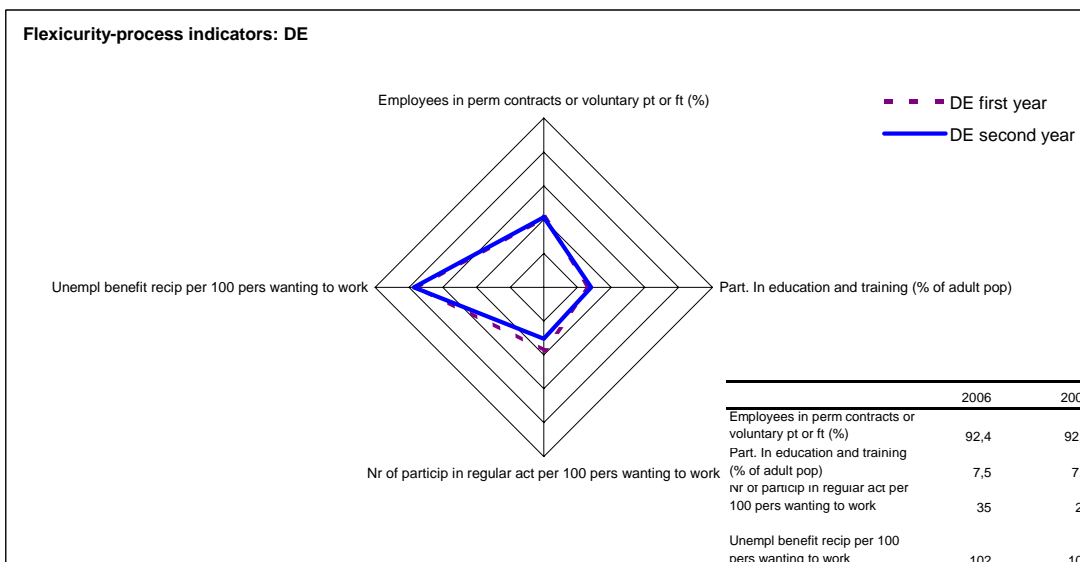 Flexicurity-process indicators: DE
Employees in perm contracts or voluntary pt or ft (%)
DE first year
DE second year
Unempl benefit recip per 100 pers wanting to work
Part. In education and training (% of adult pop)
Nr of particip in regular act per 100 pers wanting to work
2006
Employees in perm contracts or
voluntary pt or ft (%) 92,4
Part. In education and training
(% of adult pop) 7,5
Nr of particip in regular act per
100 pers wanting to work 35
Unempl benefit recip per 100
pers wanting to work 102